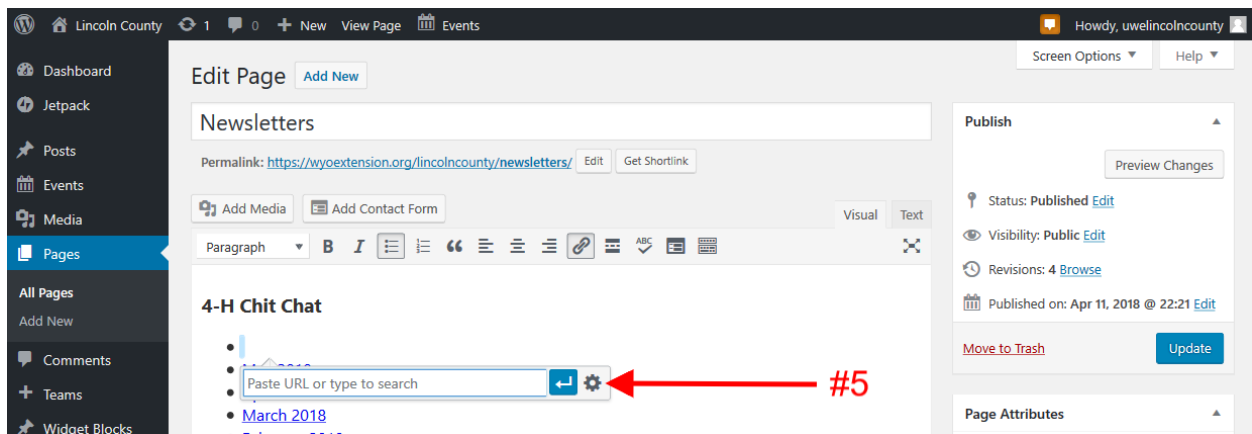 Lincoln County 1 0 New View Page Events Howdy, uwelincolncounty
Screen Options Help
Dashboard
Jetpack
Posts
Events
Media
Pages
All Pages
Add New
Comments
Teams
Widget Blocks
Edit Page Add New
Newsletters
Permalink: https://wyoextension.org/lincolncounty/newsletters/ Edit Get Shortlink
Add Media Add Contact Form Visual Text
Paragraph B I ABC
4-H Chit Chat
Paste URL or type to search
#5
March 2018
Publish
Preview Changes
Status: Published Edit
Visibility: Public Edit
Revisions: 4 Browse
Published on: Apr 11, 2018 @ 22:21 Edit
Move to Trash Update
Page Attributes